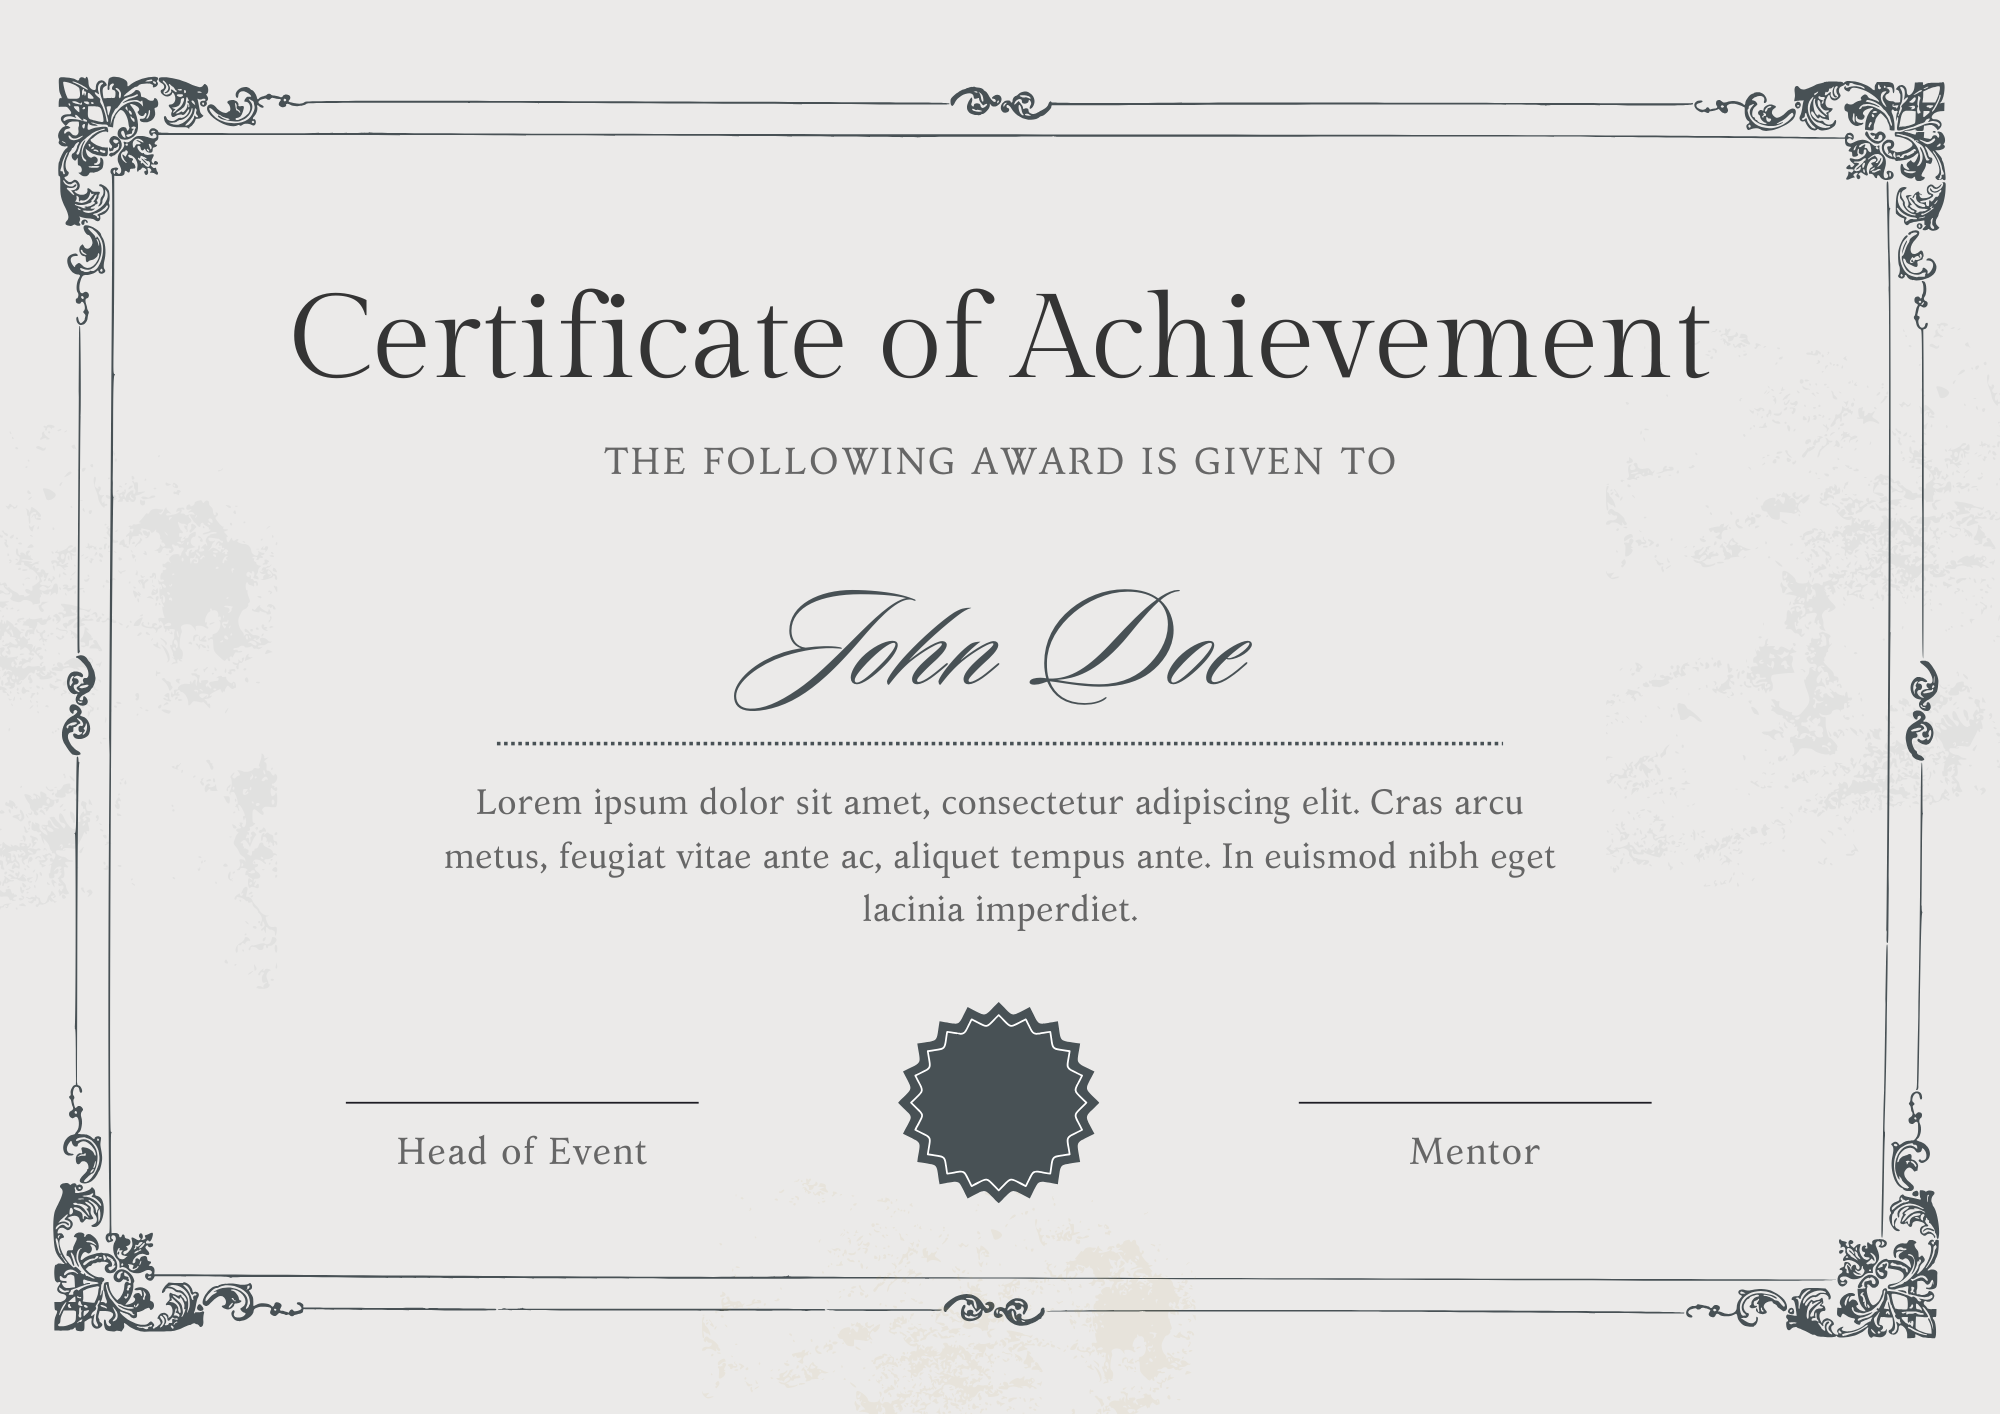 Certificate of Achievement
THE FOLLOWING AWARD IS GIVEN TO
John Doe
Lorem ipsum dolor sit amet, consectetur adipiscing elit. Cras arcu
metus, feugiat vitae ante ac, aliquet tempus ante. In euismod nibh eget
lacinia imperdiet.
Head of Event
Mentor